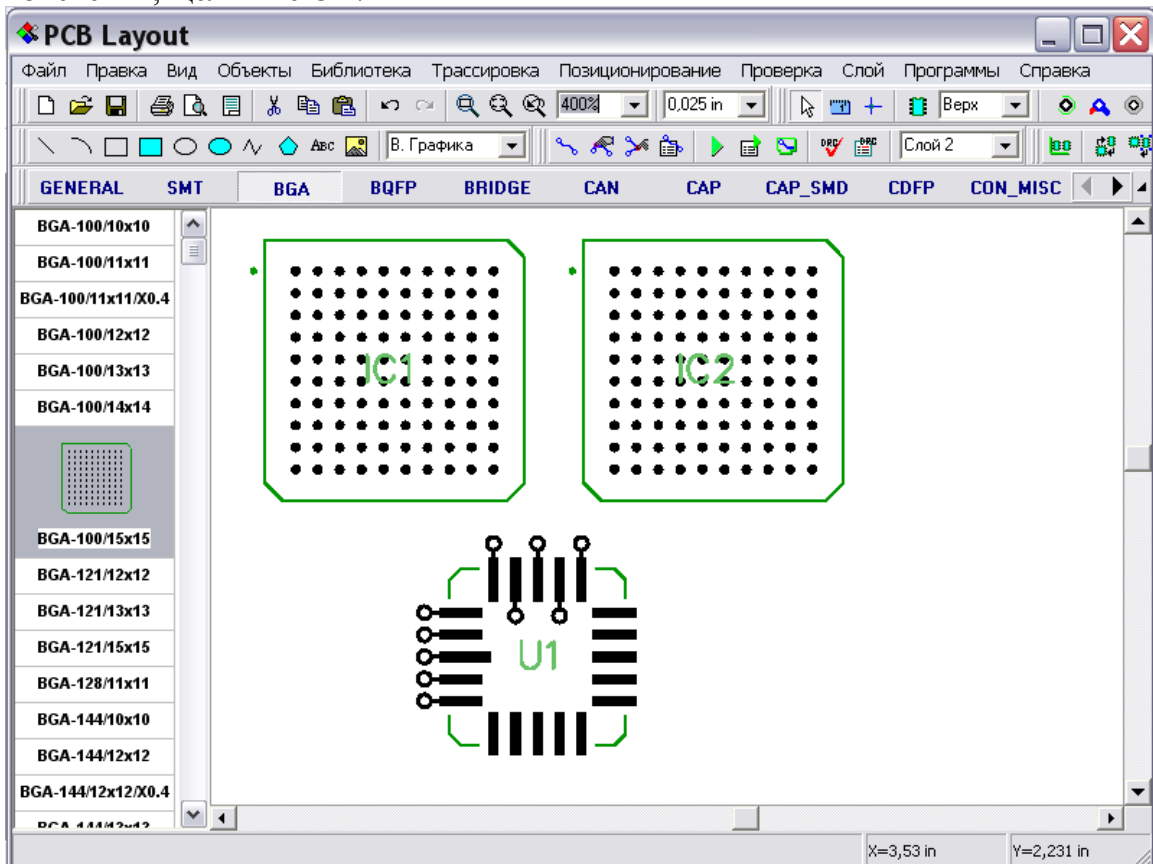 PCB Layout
Файл Правка Вид Объекты Библиотека Трассировка Позиционирование Проверка Слой Программы Справка
400% 0,025 in Верх
ABC В. Графика DRC DRC Слой 2
GENERAL SMT BGA BQFP BRIDGE CAN CAP CAP_SMD CDFP CON_MISC
BGA-100/10x10
BGA-100/11x11
BGA-100/11x11/X0.4
BGA-100/12x12
BGA-100/13x13
BGA-100/14x14
BGA-100/15x15
BGA-121/12x12
BGA-121/13x13
BGA-121/15x15
BGA-128/11x11
BGA-144/10x10
BGA-144/12x12
BGA-144/12x12/X0.4
IC1 IC2
U1
X=3,53 in Y=2,231 in